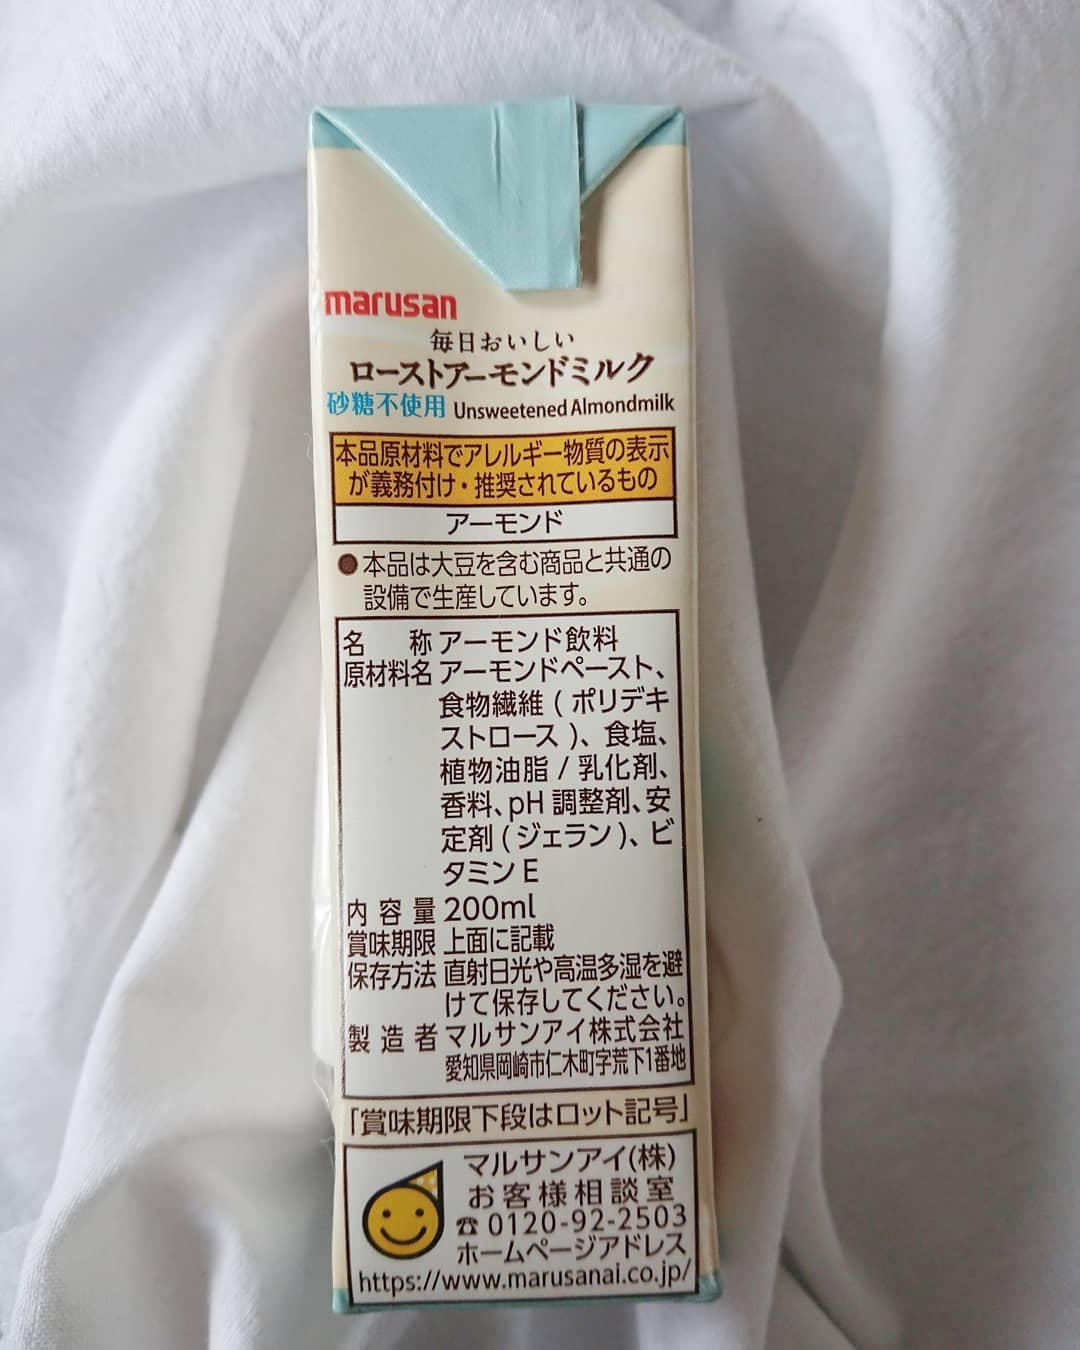 marusan
毎日おいしい
ローストアーモンドミルク
砂糖不使用 Unsweetened Almondmilk
本品原材料でアレルギー物質の表示
が義務付け・推奨されているもの
アーモンド
●本品は大豆を含む商品と共通の
設備で生産しています。
名称 アーモンド飲料
原材料名 アーモンドペースト、
食物繊維 ( ポリデキ
ストロース )、食塩、
植物油脂 / 乳化剤、
香料、pH 調整剤、安
定剤 ( ジェラン )、ビ
タミン E
内容量 200ml
賞味期限 上面に記載
保存方法 直射日光や高温多湿を避
けて保存してください。
製造者 マルサンアイ株式会社
愛知県岡崎市仁木町字荒下1番地
「賞味期限下段はロット記号」
マルサンアイ(株)
お客様相談室
☎ 0120-92-2503
ホームページアドレス
https://www.marusanai.co.jp/